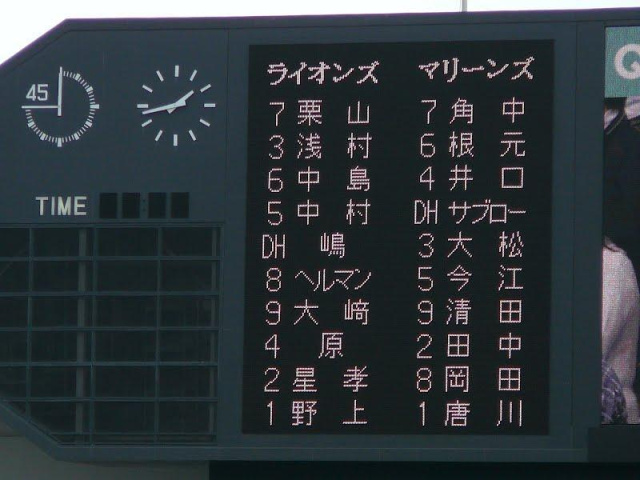 45
TIME
ライオンズ
7 栗山
3 浅村
6 中島
5 中村
DH 嶋
8 ヘルマン
9 大﨑
4 原
2 星孝
1 野上
マリーンズ
7 角中
6 根元
4 井口
DH サブロー
3 大松
5 今江
9 清田
2 田中
8 岡田
1 唐川